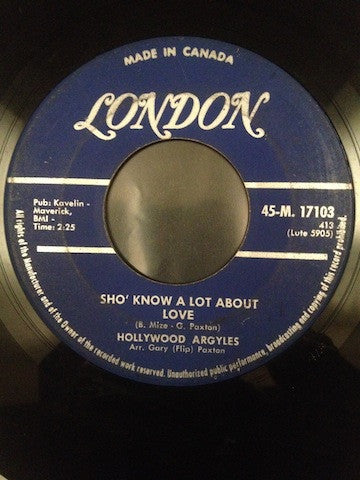 MADE IN CANADA
LONDON
Pub: Kavelin -
Maverick,
BMI -
Time: 2:25
45-M. 17103
413
(Lute 5905)
SHO' KNOW A LOT ABOUT
LOVE
(B. Mize - G. Paxton)
HOLLYWOOD ARGYLES
Arr. Gary (Flip) Paxton
All rights of the Manufacturer and of the Owner of the recorded work reserved. Unauthorized public performance, broadcasting and copying of this record prohibited.